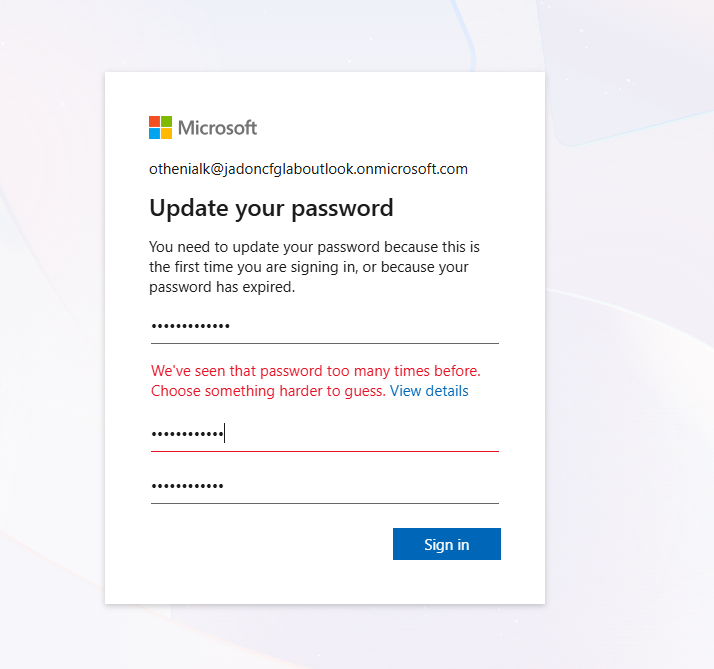 Microsoft
othenialk@jadoncfglaboutlook.onmicrosoft.com
Update your password
You need to update your password because this is
the first time you are signing in, or because your
password has expired.
•••••••••••••
We've seen that password too many times before.
Choose something harder to guess. View details
••••••••••••
••••••••••••
Sign in